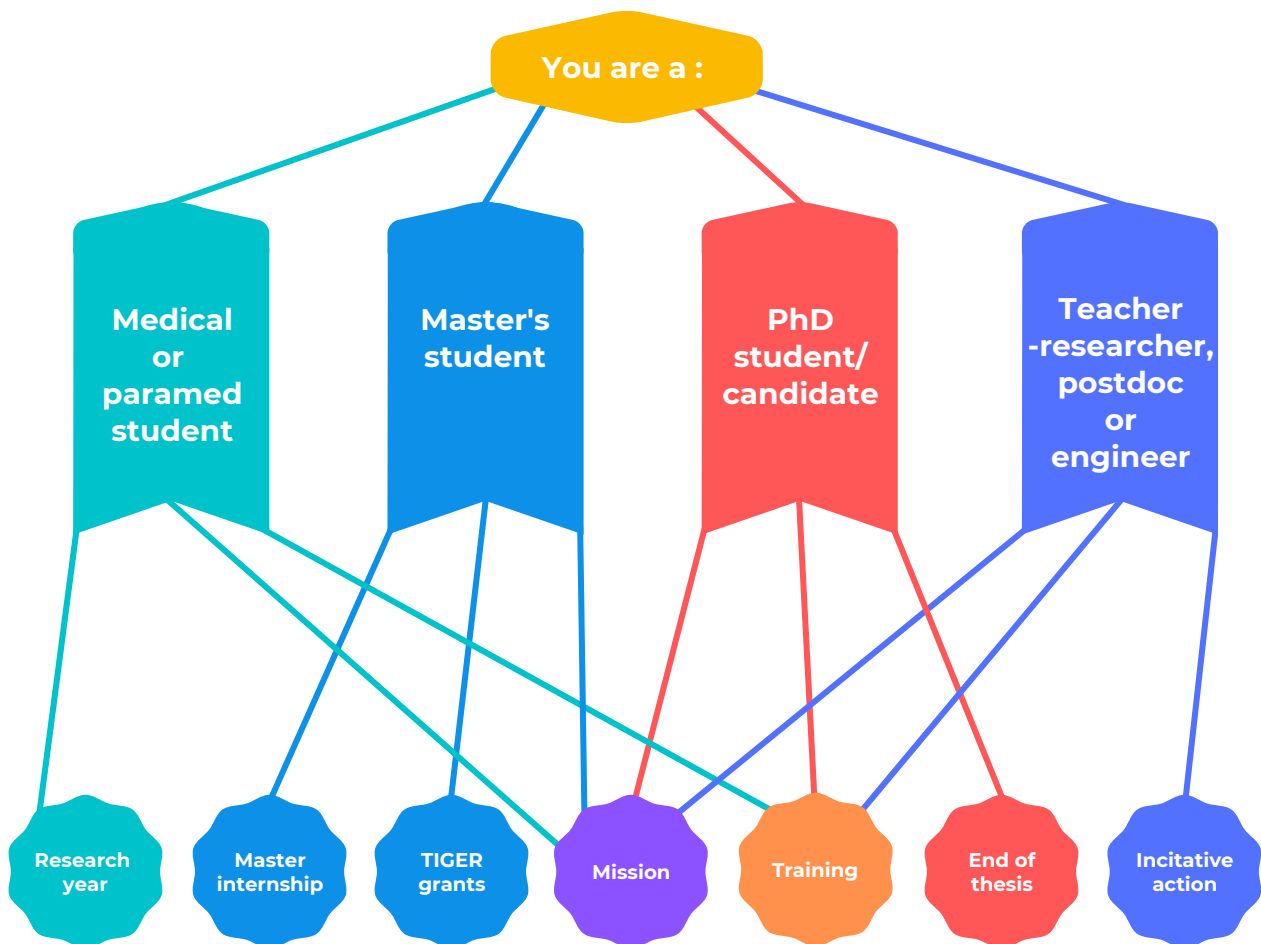 You are a :
Medical
or
paramed
student
Master's
student
PhD
student/
candidate
Teacher
-researcher,
postdoc
or
engineer
Research
year
Master
internship
TIGER
grants
Mission
Training
End of
thesis
Incitative
action